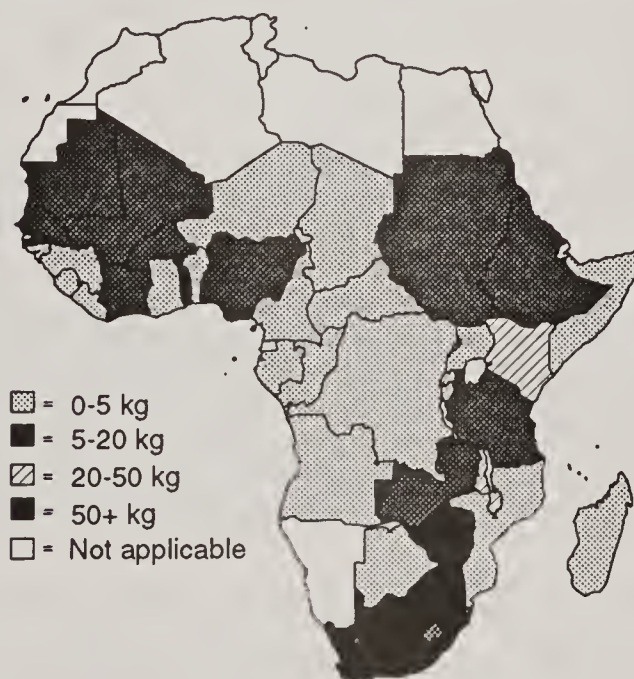 = 0-5 kg
= 5-20 kg
= 20-50 kg
= 50+ kg
= Not applicable